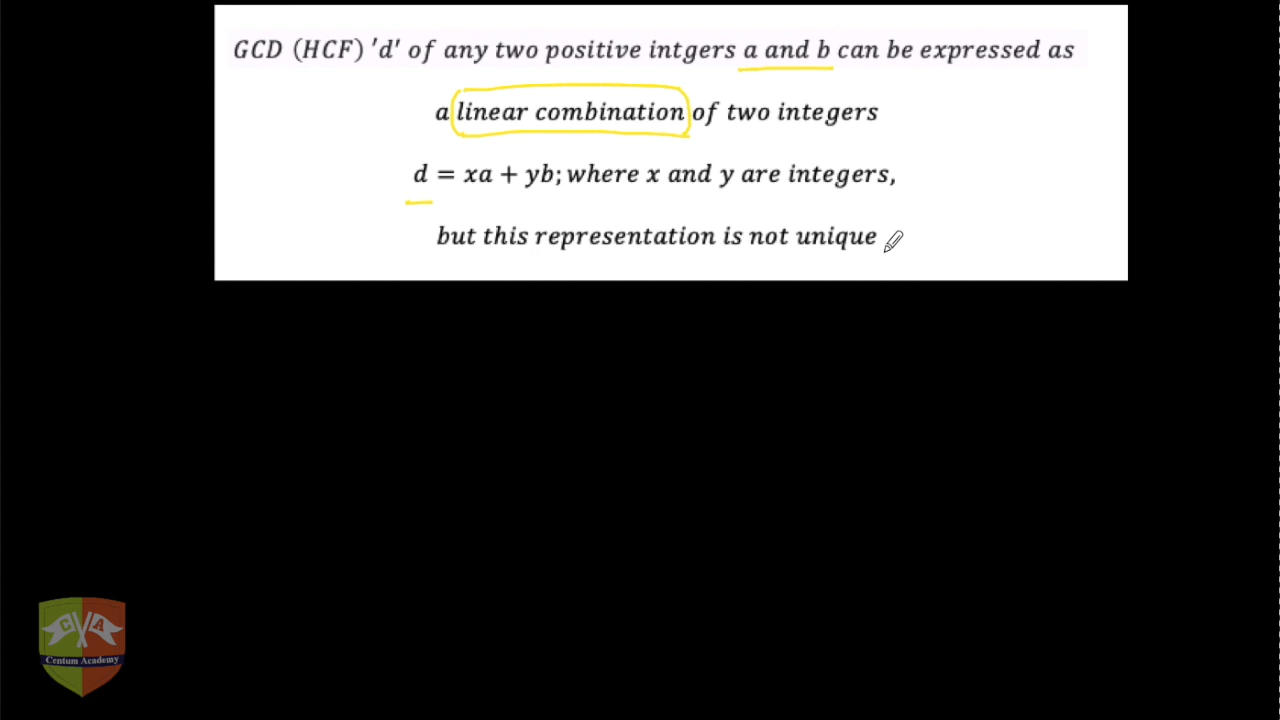 GCD (HCF) 'd' of any two positive intgers a and b can be expressed as
a linear combination of two integers
d = xa + yb; where x and y are integers,
but this representation is not unique
C A
Centum Academy